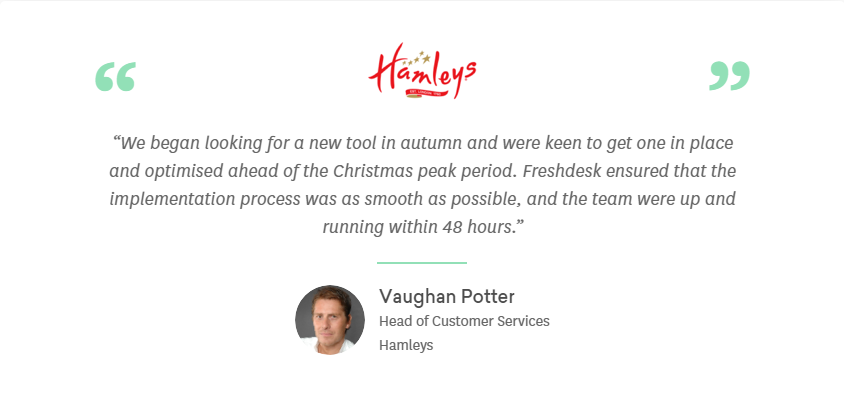 Hamleys
“We began looking for a new tool in autumn and were keen to get one in place
and optimised ahead of the Christmas peak period. Freshdesk ensured that the
implementation process was as smooth as possible, and the team were up and
running within 48 hours.”
Vaughan Potter
Head of Customer Services
Hamleys